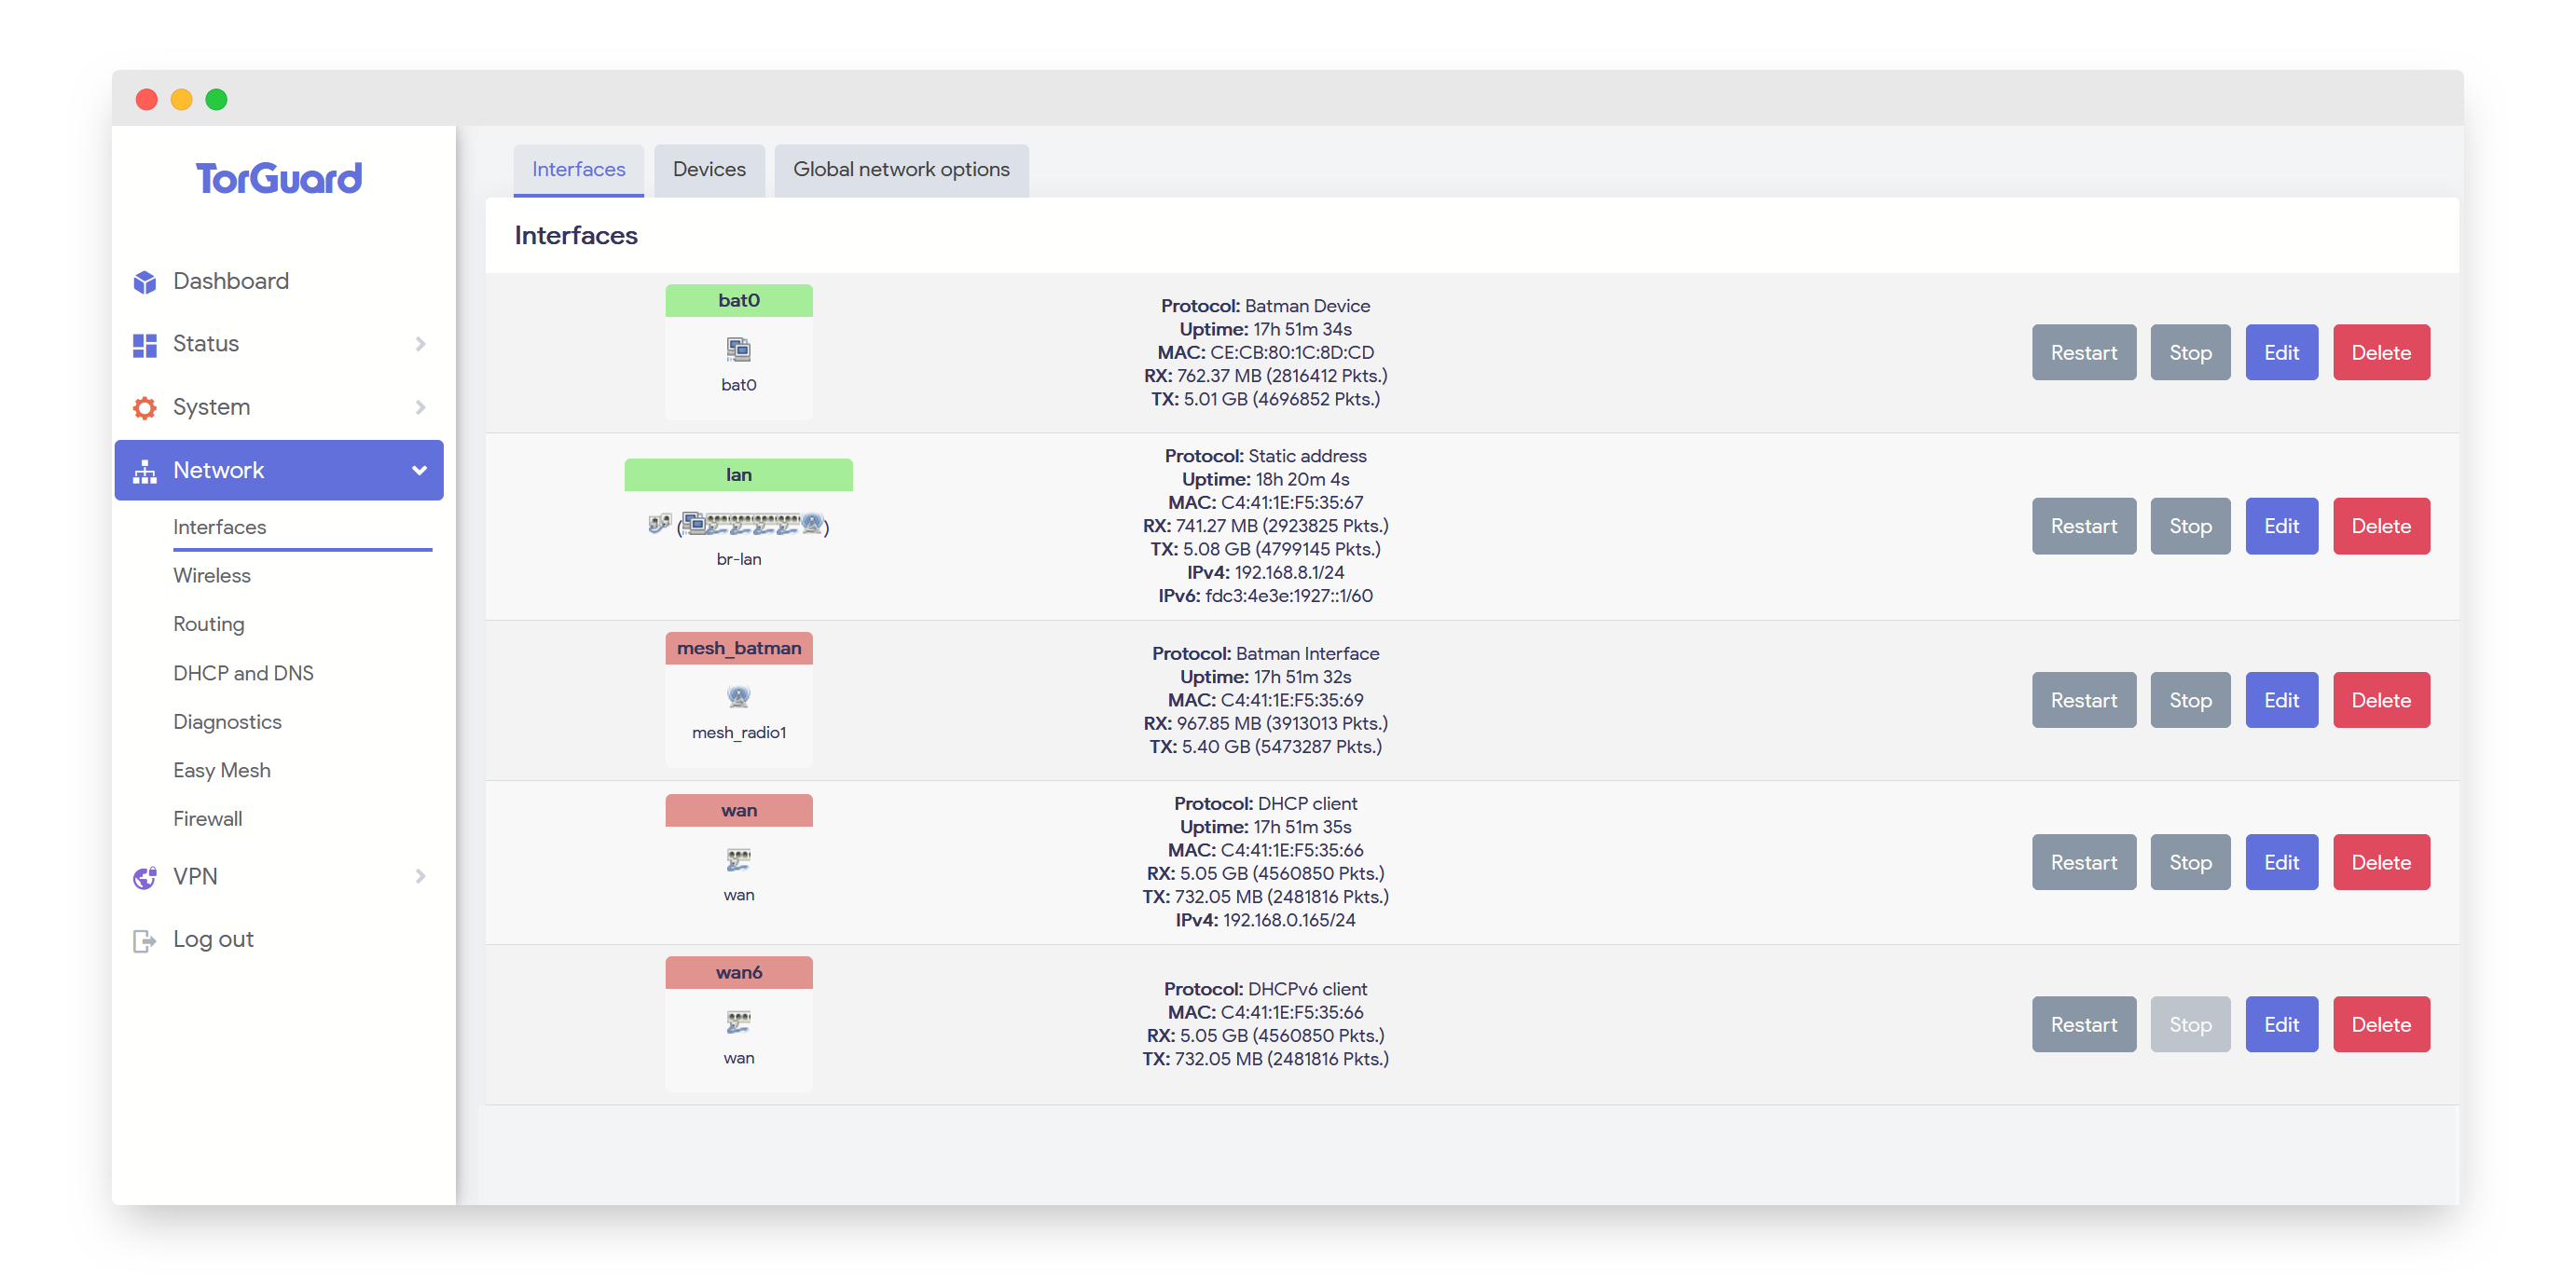 TorGuard
Dashboard
Status
System
Network
Interfaces
Wireless
Routing
DHCP and DNS
Diagnostics
Easy Mesh
Firewall
VPN
Log out
Interfaces Devices Global network options
Interfaces
bat0
bat0
Protocol: Batman Device
Uptime: 17h 51m 34s
MAC: CE:CB:80:1C:8D:CD
RX: 762.37 MB (2816412 Pkts.)
TX: 5.01 GB (4696852 Pkts.)
Restart Stop Edit Delete
lan
( )
br-lan
Protocol: Static address
Uptime: 18h 20m 4s
MAC: C4:41:1E:F5:35:67
RX: 741.27 MB (2923825 Pkts.)
TX: 5.08 GB (4799145 Pkts.)
IPv4: 192.168.8.1/24
IPv6: fdc3:4e3e:1927::1/60
Restart Stop Edit Delete
mesh_batman
mesh_radio1
Protocol: Batman Interface
Uptime: 17h 51m 32s
MAC: C4:41:1E:F5:35:69
RX: 967.85 MB (3913013 Pkts.)
TX: 5.40 GB (5473287 Pkts.)
Restart Stop Edit Delete
wan
wan
Protocol: DHCP client
Uptime: 17h 51m 35s
MAC: C4:41:1E:F5:35:66
RX: 5.05 GB (4560850 Pkts.)
TX: 732.05 MB (2481816 Pkts.)
IPv4: 192.168.0.165/24
Restart Stop Edit Delete
wan6
wan
Protocol: DHCPv6 client
MAC: C4:41:1E:F5:35:66
RX: 5.05 GB (4560850 Pkts.)
TX: 732.05 MB (2481816 Pkts.)
Restart Stop Edit Delete